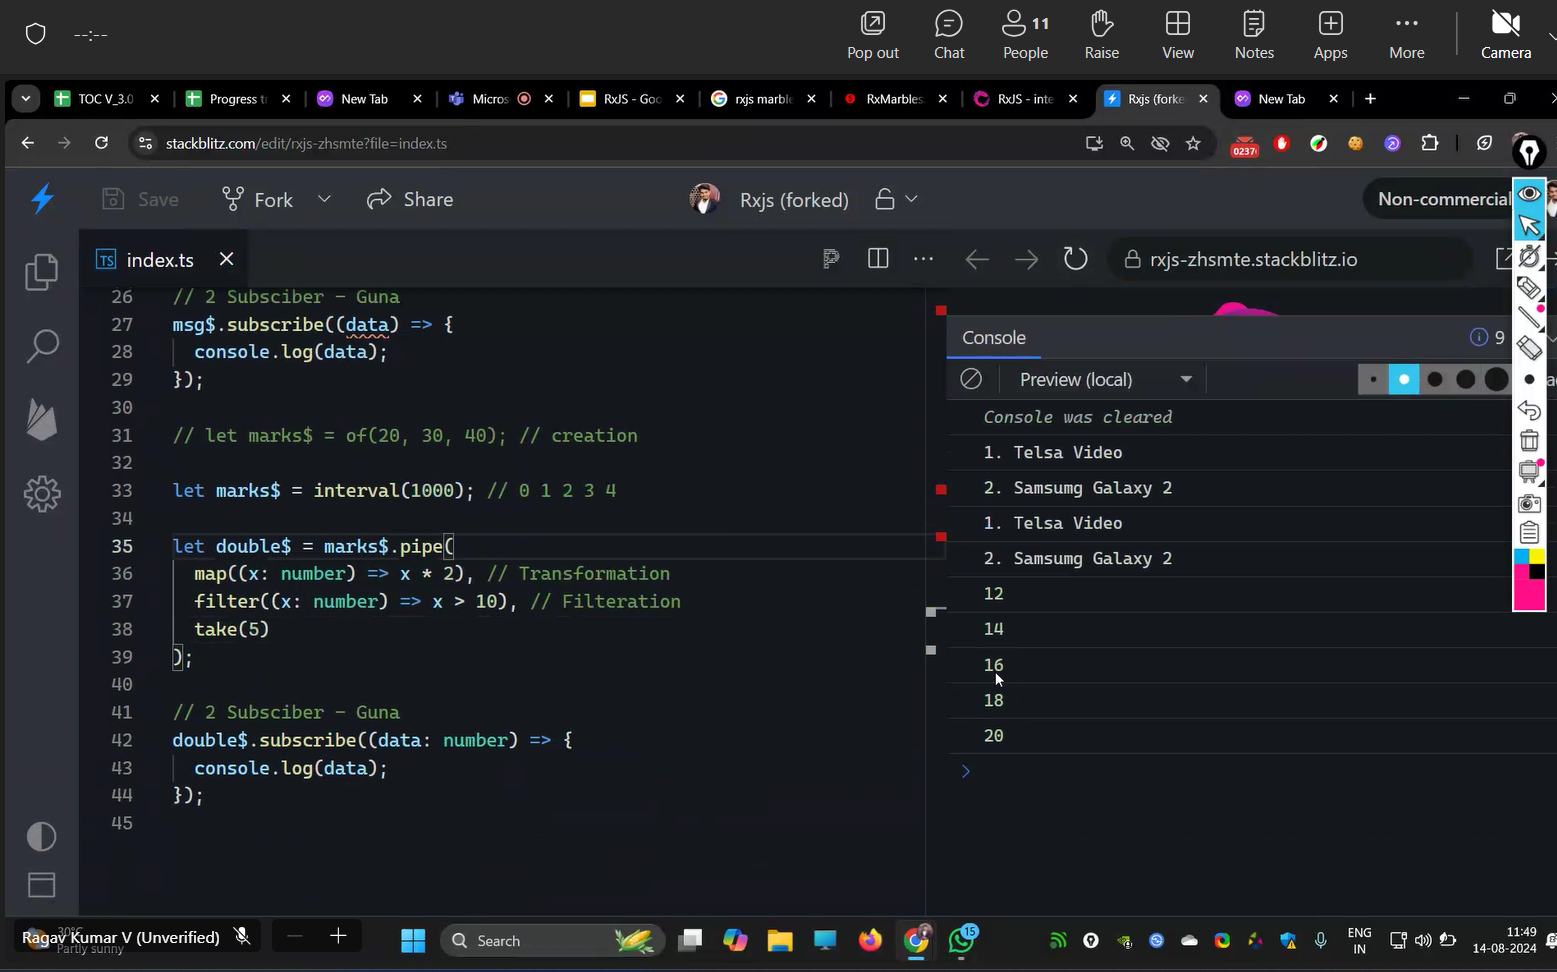 --:--
Pop out
Chat
11
People
Raise
View
Notes
Apps
More
Camera
TOC V_3.0
Progress t
New Tab
Micros
RxJS - Goo
rxjs marble
RxMarbles
RxJS - inte
Rxjs (forke
New Tab
stackblitz.com/edit/rxjs-zhsmte?file=index.ts
0237
Save
Fork
Share
Rxjs (forked)
Non-commercial
TS index.ts
rxjs-zhsmte.stackblitz.io
26 // 2 Subsciber - Guna
27 msg$.subscribe((data) => {
28 console.log(data);
29 });
30
31 // let marks$ = of(20, 30, 40); // creation
32
33 let marks$ = interval(1000); // 0 1 2 3 4
34
35 let double$ = marks$.pipe(
36 map((x: number) => x * 2), // Transformation
37 filter((x: number) => x > 10), // Filteration
38 take(5)
39 );
40
41 // 2 Subsciber - Guna
42 double$.subscribe((data: number) => {
43 console.log(data);
44 });
45
Console
9
Preview (local)
Console was cleared
1. Telsa Video
2. Samsumg Galaxy 2
1. Telsa Video
2. Samsumg Galaxy 2
12
14
16
18
20
>
Ragav Kumar V (Unverified)
30°C
Partly sunny
Search
15
ENG
IN
11:49
14-08-2024